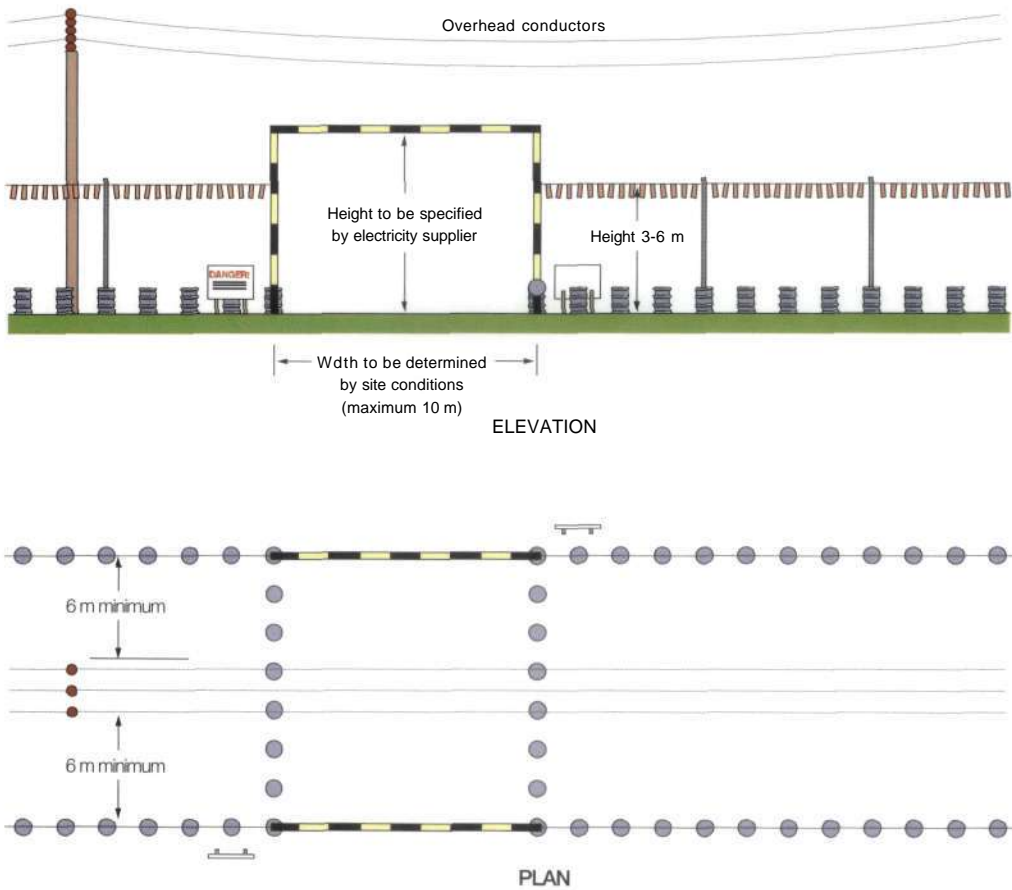 Overhead conductors
Height to be specified
by electricity supplier
Height 3-6 m
DANGER!
Wdth to be determined
by site conditions
(maximum 10 m)
ELEVATION
6 m minimum
6 m minimum
PLAN